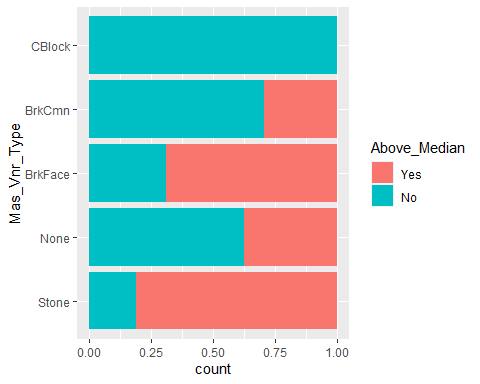 Mas_Vnr_Type
CBlock
BrkCmn
BrkFace
None
Stone
0.00 0.25 0.50 0.75 1.00
count
Above_Median
Yes
No